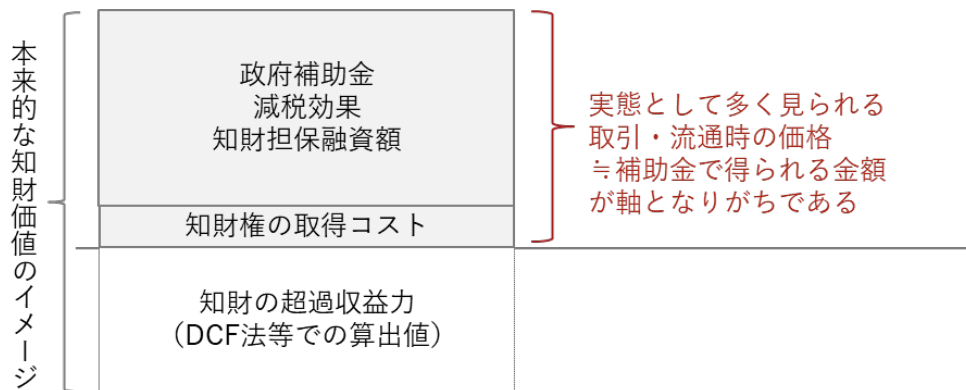 本来的な知財価値のイメージ
政府補助金
減税効果
知財担保融資額
知財権の取得コスト
知財の超過収益力
（DCF法等での算出値）
実態として多く見られる
取引・流通時の価格
≒補助金で得られる金額
が軸となりがちである